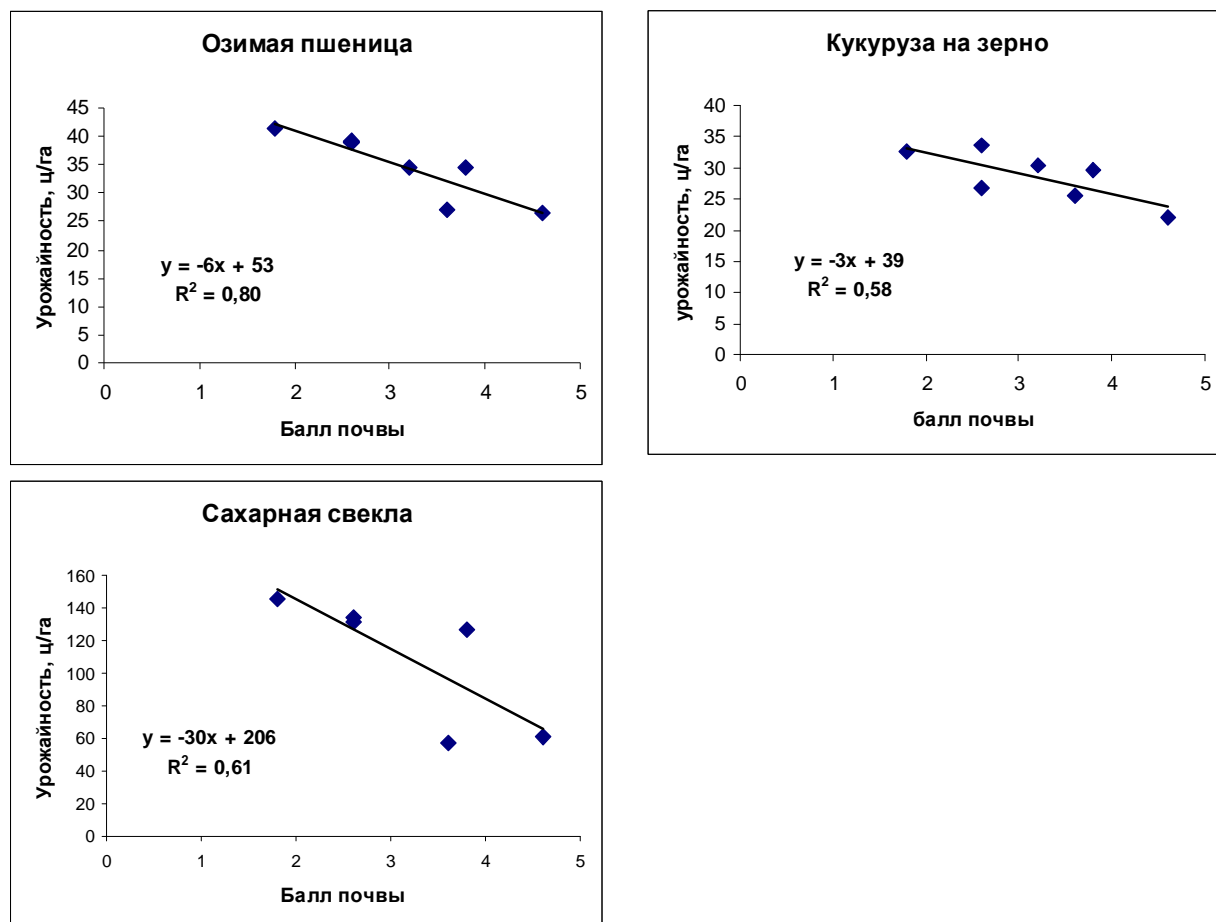 Озимая пшеница
45
40
35
30
25
20
15
10
5
0
Урожайность, ц/га
y = -6x + 53
R² = 0,80
0 1 2 3 4 5
Балл почвы
Кукуруза на зерно
40
35
30
25
20
15
10
5
0
урожайность, ц/га
y = -3x + 39
R² = 0,58
0 1 2 3 4 5
балл почвы
Сахарная свекла
160
140
120
100
80
60
40
20
0
Урожайность, ц/га
y = -30x + 206
R² = 0,61
0 1 2 3 4 5
Балл почвы